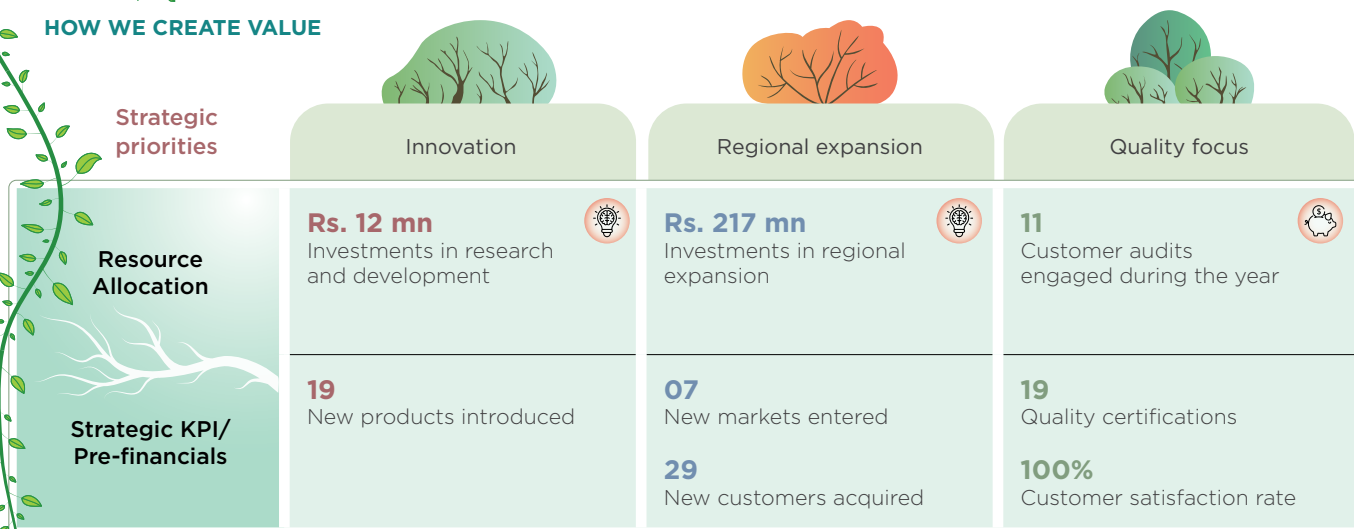 HOW WE CREATE VALUE
Strategic
priorities
Innovation
Regional expansion
Quality focus
Resource
Allocation
Rs. 12 mn
Investments in research
and development
Rs. 217 mn
Investments in regional
expansion
11
Customer audits
engaged during the year
Strategic KPI/
Pre-financials
19
New products introduced
07
New markets entered
29
New customers acquired
19
Quality certifications
100%
Customer satisfaction rate